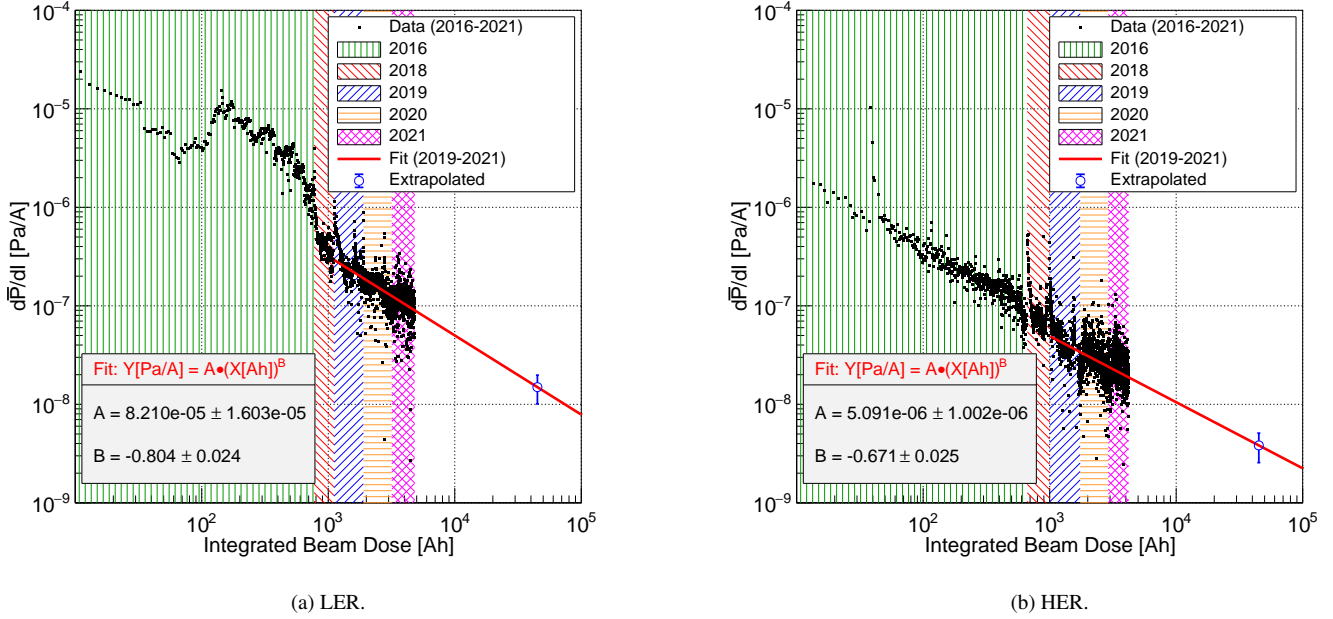 10⁻⁴
10⁻⁵
10⁻⁶
10⁻⁷
10⁻⁸
10⁻⁹
dP̅/dI [Pa/A]
Data (2016-2021)
2016
2018
2019
2020
2021
Fit (2019-2021)
Extrapolated
Fit: Y[Pa/A] = A•(X[Ah])ᴮ
A = 8.210e-05 ± 1.603e-05
B = -0.804 ± 0.024
10² 10³ 10⁴ 10⁵
Integrated Beam Dose [Ah]
(a) LER.
10⁻⁴
10⁻⁵
10⁻⁶
10⁻⁷
10⁻⁸
10⁻⁹
dP̅/dI [Pa/A]
Data (2016-2021)
2016
2018
2019
2020
2021
Fit (2019-2021)
Extrapolated
Fit: Y[Pa/A] = A•(X[Ah])ᴮ
A = 5.091e-06 ± 1.002e-06
B = -0.671 ± 0.025
10² 10³ 10⁴ 10⁵
Integrated Beam Dose [Ah]
(b) HER.